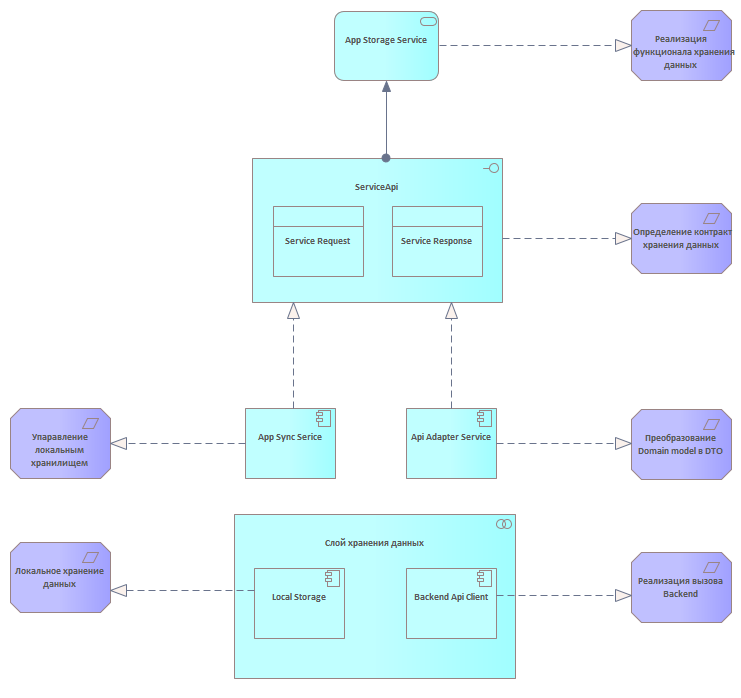 App Storage Service
Реализация
функционала хранения
данных
ServiceApi
Service Request
Service Response
Определение контракт
хранения данных
Упаравление
локальным
хранилищем
App Sync Serice
Api Adapter Service
Преобразование
Domain model в DTO
Слой хранения данных
Локальное хранение
данных
Local Storage
Backend Api Client
Реализация вызова
Backend